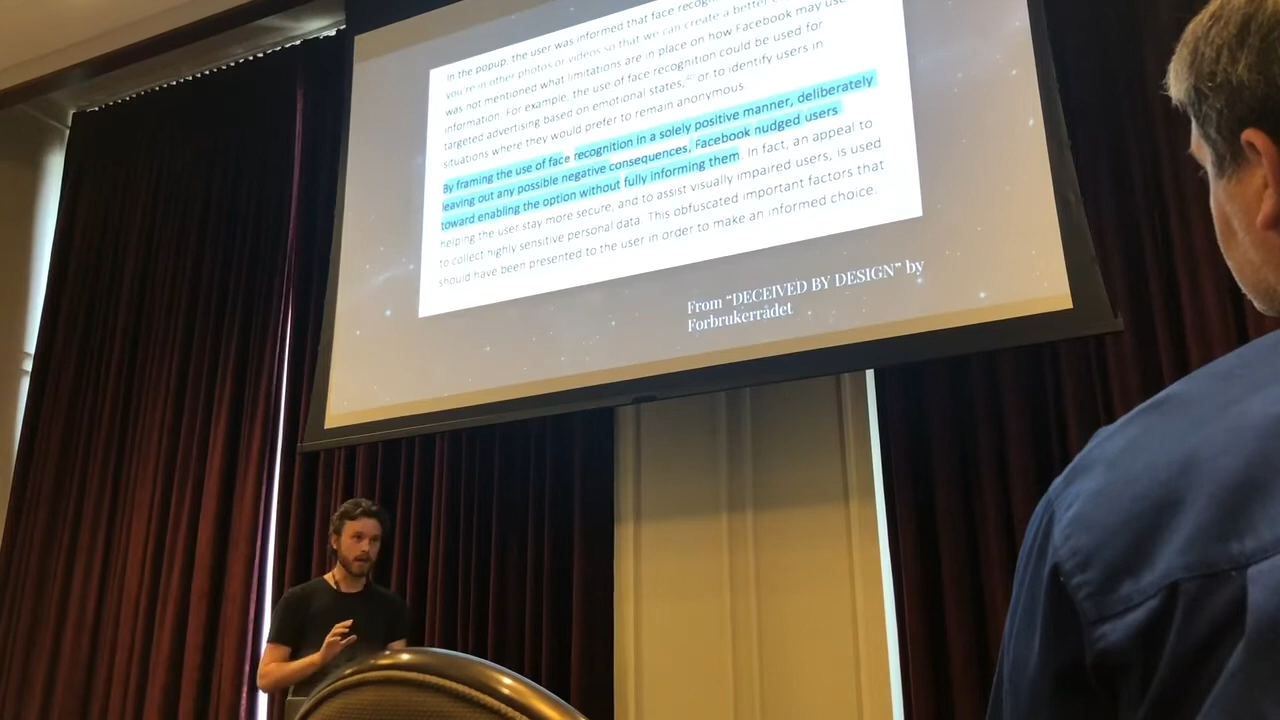 In the popup, the user was informed that face recogn
you're in other photos or videos so that we can create a better
was not mentioned what limitations are in place on how Facebook may use
information. For example, the use of face recognition could be used for
targeted advertising based on emotional states, or to identify users in
situations where they would prefer to remain anonymous.
By framing the use of face recognition in a solely positive manner, deliberately
leaving out any possible negative consequences, Facebook nudged users
toward enabling the option without fully informing them. In fact, an appeal to
helping the user stay more secure, and to assist visually impaired users, is used
to collect highly sensitive personal data. This obfuscated important factors that
should have been presented to the user in order to make an informed choice.
From “DECEIVED BY DESIGN” by
Forbrukerrådet